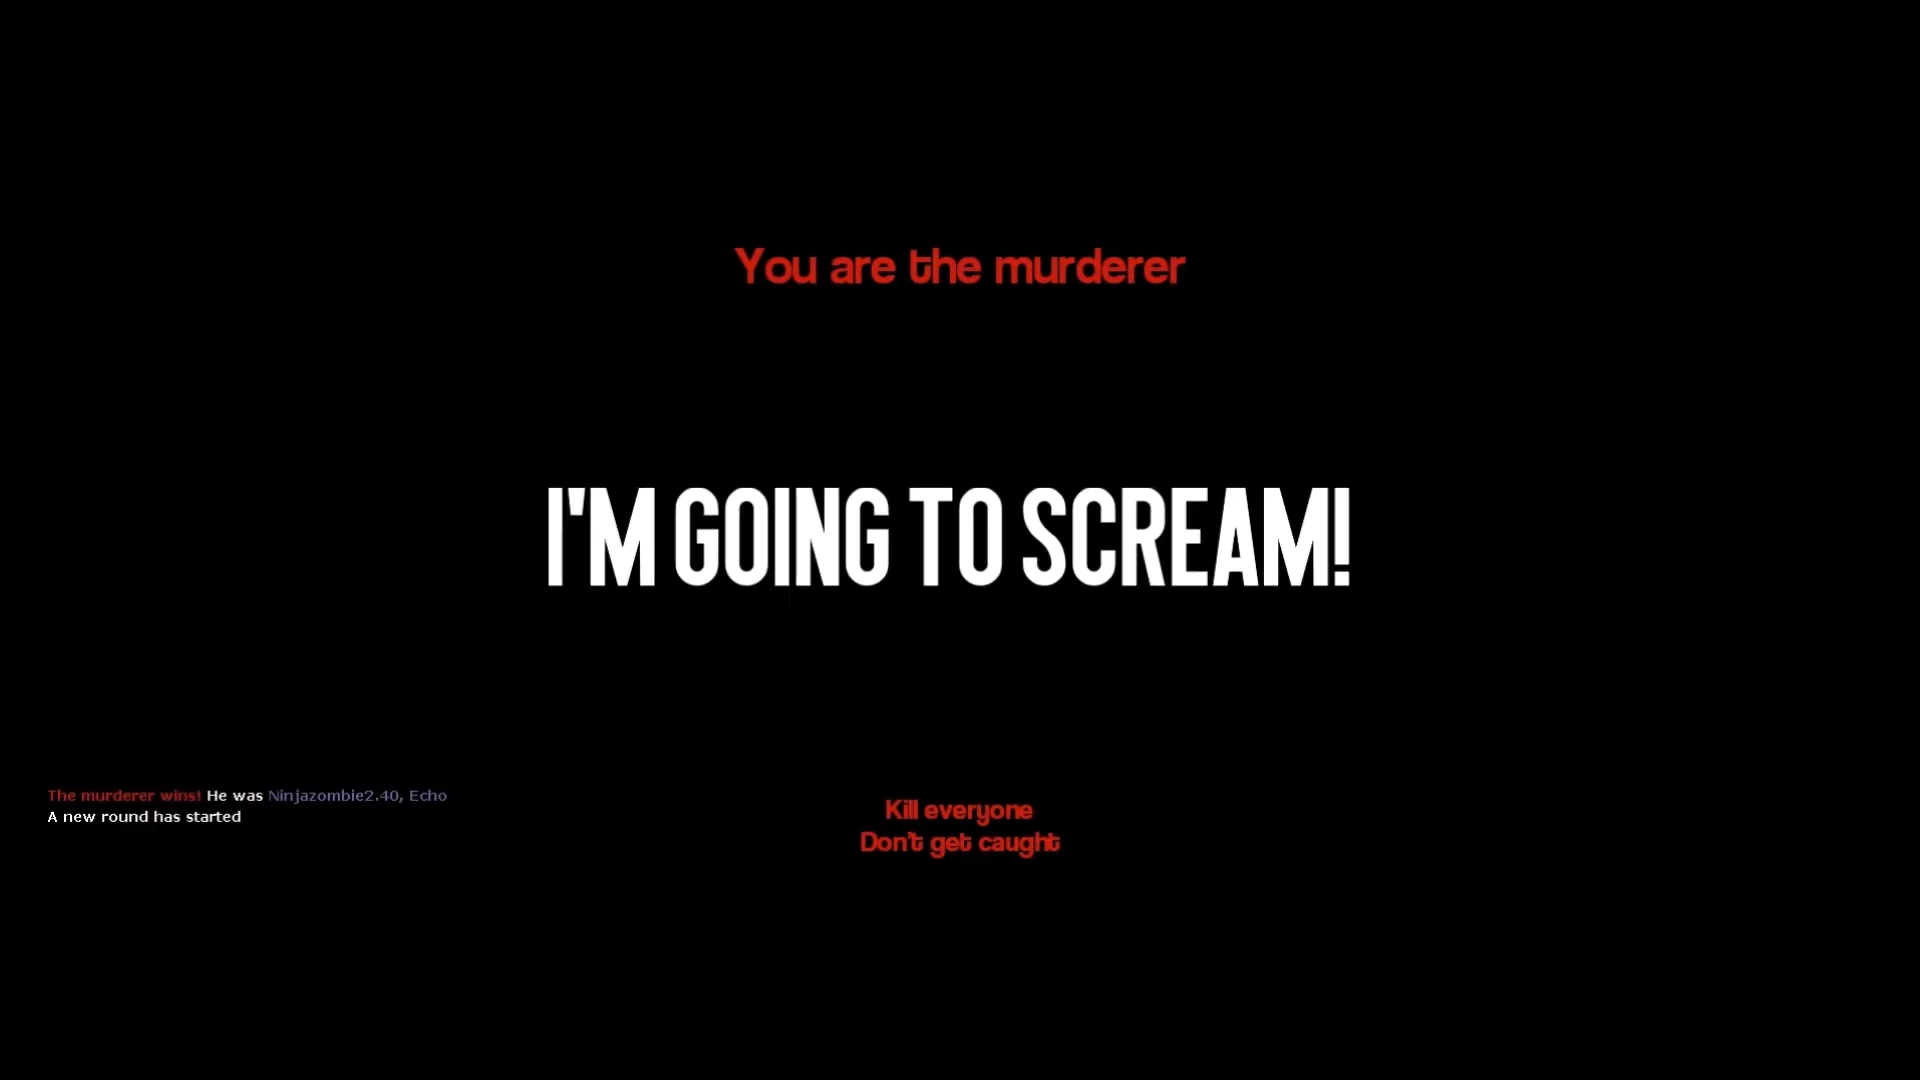 You are the murderer
I'M GOING TO SCREAM!
The murderer wins! He was Ninjazombie2.40, Echo
A new round has started
Kill everyone
Don't get caught